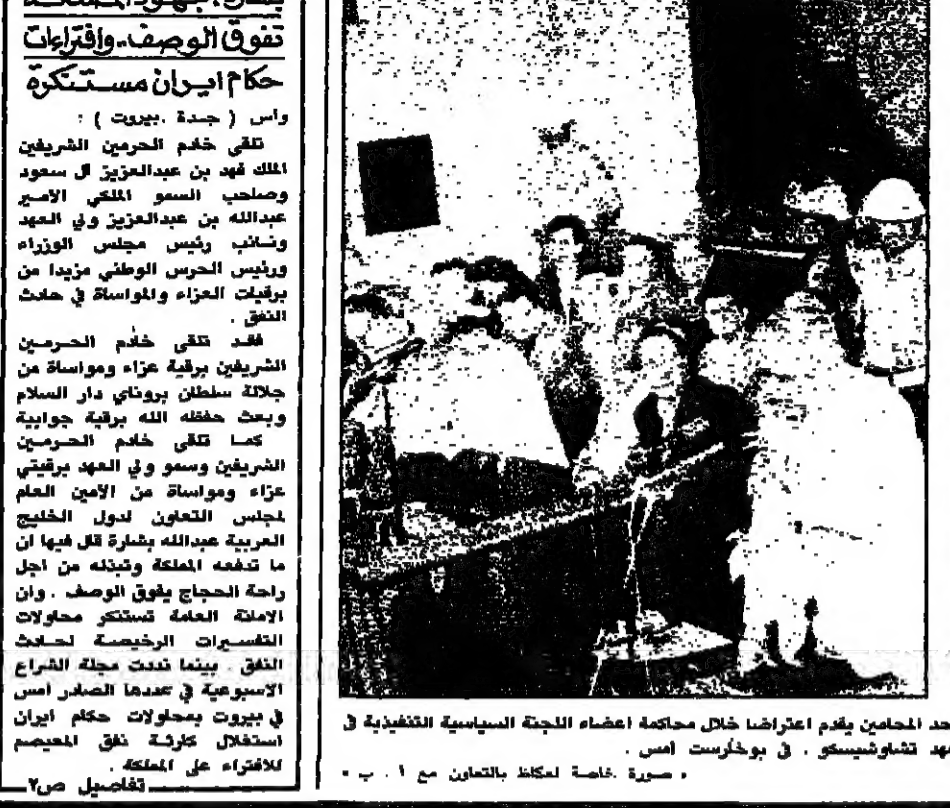 تفوق الوصف.. وافتراءات
حكام ايران مستنكرة
واس ( جدة . بيروت ) :
تلقى خادم الحرمين الشريفين
الملك فهد بن عبدالعزيز آل سعود
وصاحب السمو الملكي الأمير
عبدالله بن عبدالعزيز ولي العهد
ونائب رئيس مجلس الوزراء
ورئيس الحرس الوطني مزيدا من
برقيات العزاء والمواساة في حادث
النفق .
فقد تلقى خادم الحرمين
الشريفين برقية عزاء ومواساة من
جلالة سلطان بروناي دار السلام
وبعث حفظه الله برقية جوابية
كما تلقى خادم الحرمين
الشريفين وسمو ولي العهد برقيتي
عزاء ومواساة من الأمين العام
لمجلس التعاون لدول الخليج
العربية عبدالله بشارة قال فيها ان
ما تدفعه المملكة وتبذله من اجل
راحة الحجاج يفوق الوصف . وان
الامانة العامة تستنكر محاولات
التفسيرات الرخيصة لحادث
النفق . بينما نددت مجلة الشراع
الاسبوعية في عددها الصادر امس
في بيروت بمحاولات حكام ايران
استغلال كارثة نفق المعيصم
للافتراء على المملكة .
تفاصيل ص٢
حد المحامين يقدم اعتراضا خلال محاكمة اعضاء اللجنة السياسية التنفيذية في
هد تشاوشيسكو . في بوخارست امس .
« صورة خاصة لعكاظ بالتعاون مع أ . ب »